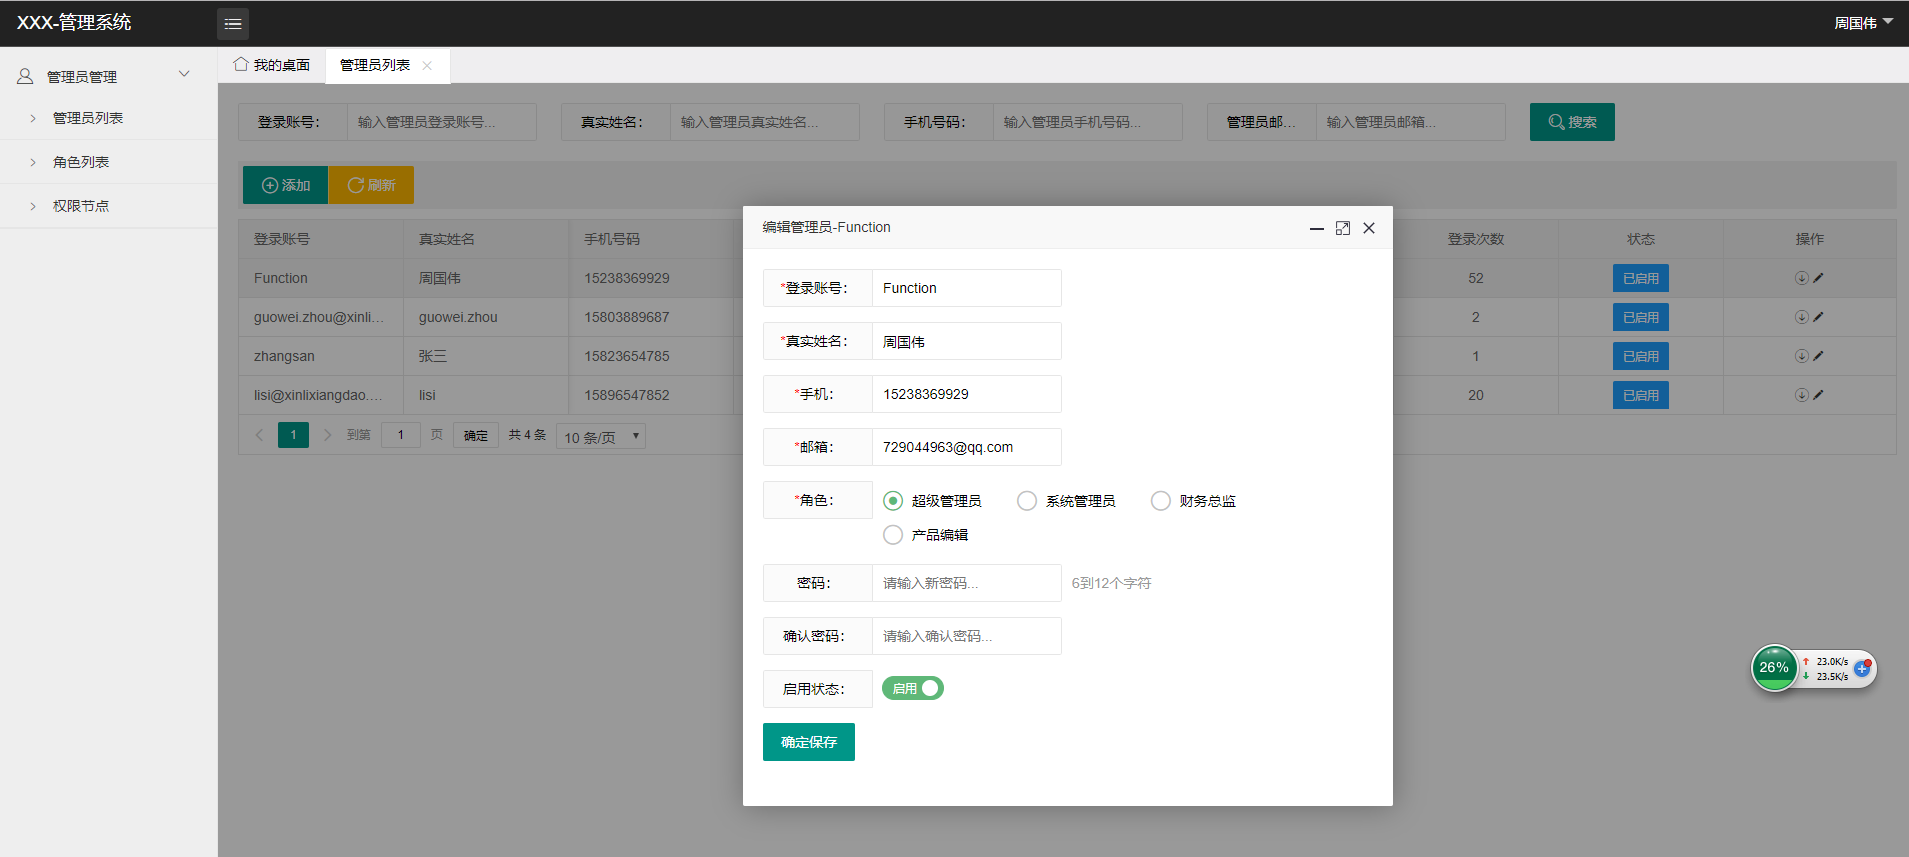 XXX-管理系统
周国伟
管理员管理
管理员列表
角色列表
权限节点
我的桌面 管理员列表
登录账号： 输入管理员登录账号... 真实姓名： 输入管理员真实姓名... 手机号码： 输入管理员手机号码... 管理员邮... 输入管理员邮箱... 搜索
添加 刷新
登录账号 真实姓名 手机号码 登录次数 状态 操作
Function 周国伟 15238369929 52 已启用
guowei.zhou@xinli... guowei.zhou 15803889687 2 已启用
zhangsan 张三 15823654785 1 已启用
lisi@xinlixiangdao.... lisi 15896547852 20 已启用
1 到第 1 页 确定 共 4 条 10 条/页
编辑管理员-Function
*登录账号： Function
*真实姓名： 周国伟
*手机： 15238369929
*邮箱： 729044963@qq.com
*角色： 超级管理员 系统管理员 财务总监
产品编辑
密码： 请输入新密码... 6到12个字符
确认密码： 请输入确认密码...
启用状态： 启用
确定保存
26% 23.0K/s
23.5K/s